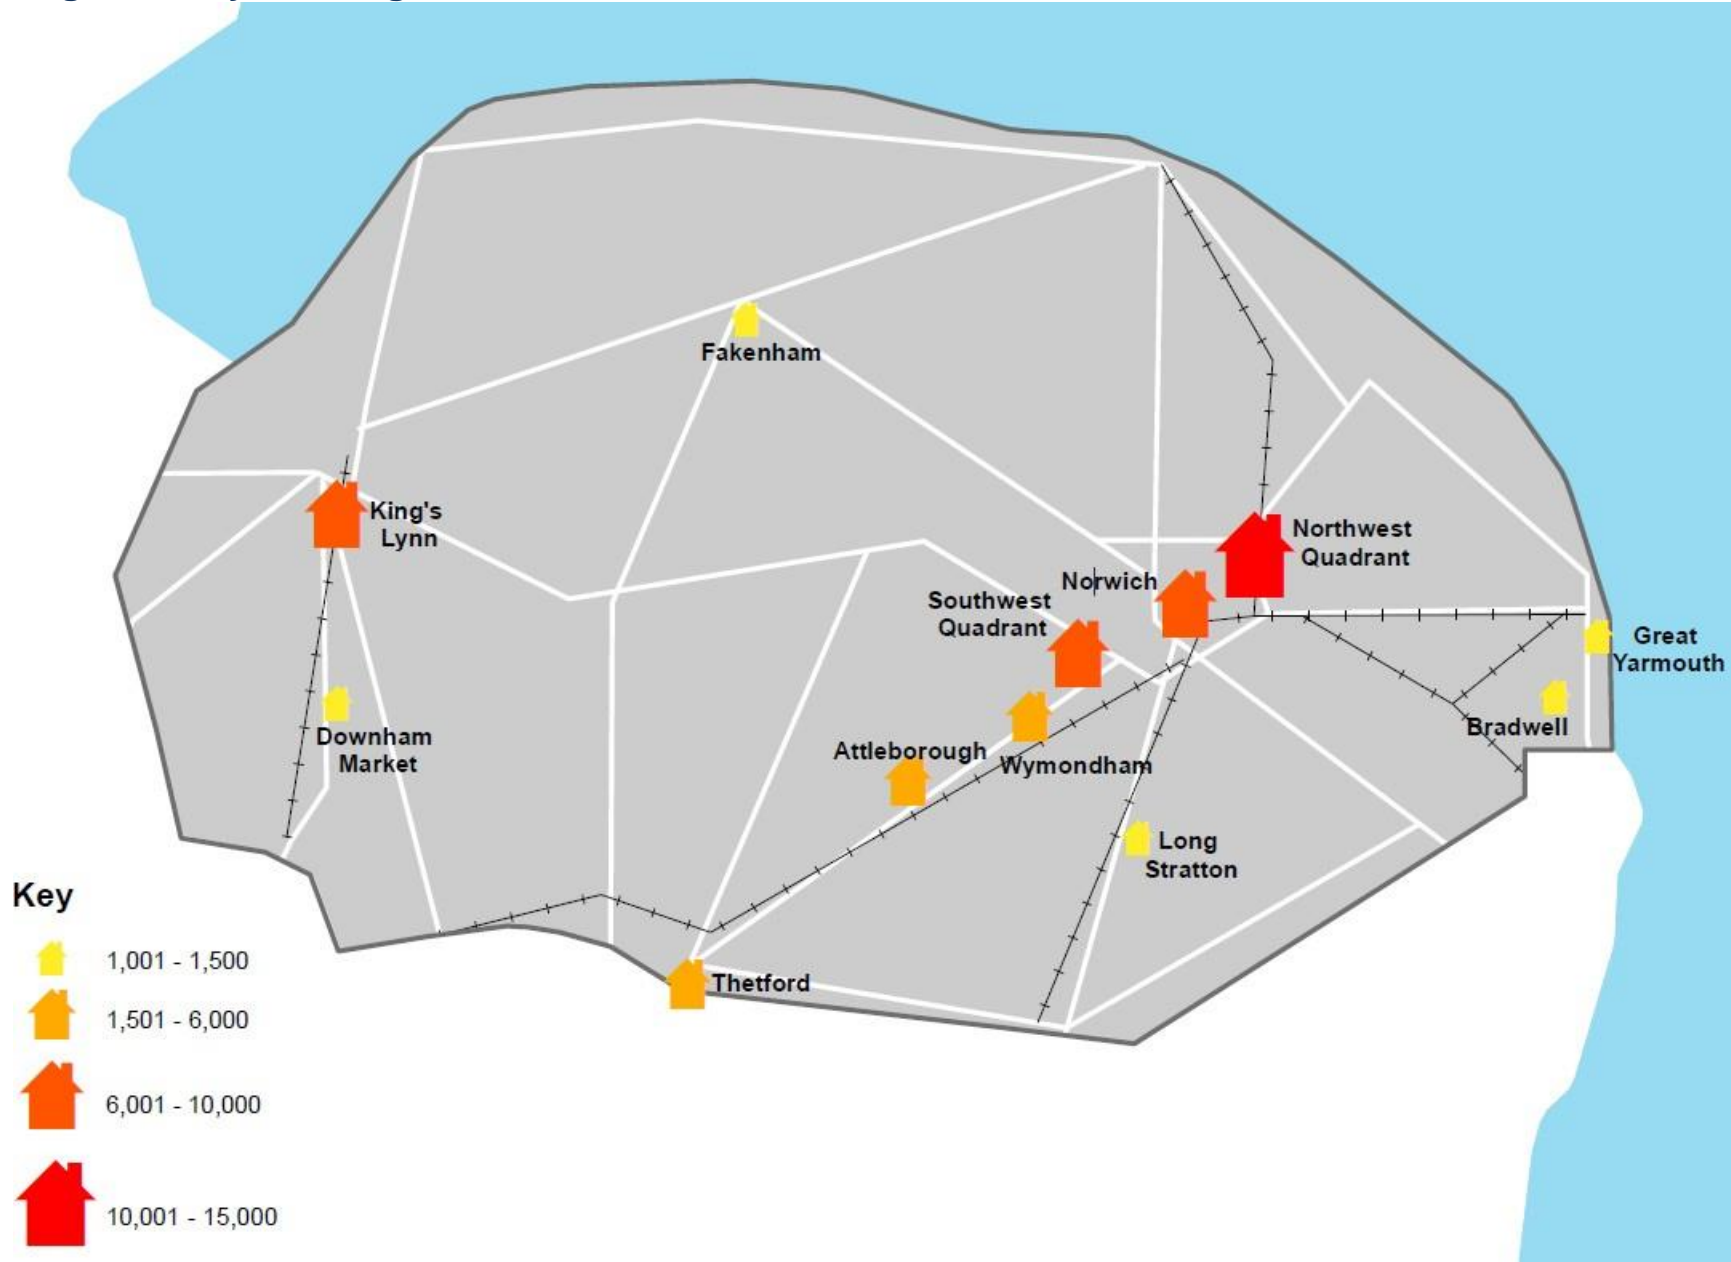 Fakenham
King's
Lynn
Northwest
Quadrant
Norwich
Southwest
Quadrant
Great
Yarmouth
Downham
Market
Bradwell
Attleborough
Wymondham
Long
Stratton
Thetford
Key
1,001 - 1,500
1,501 - 6,000
6,001 - 10,000
10,001 - 15,000